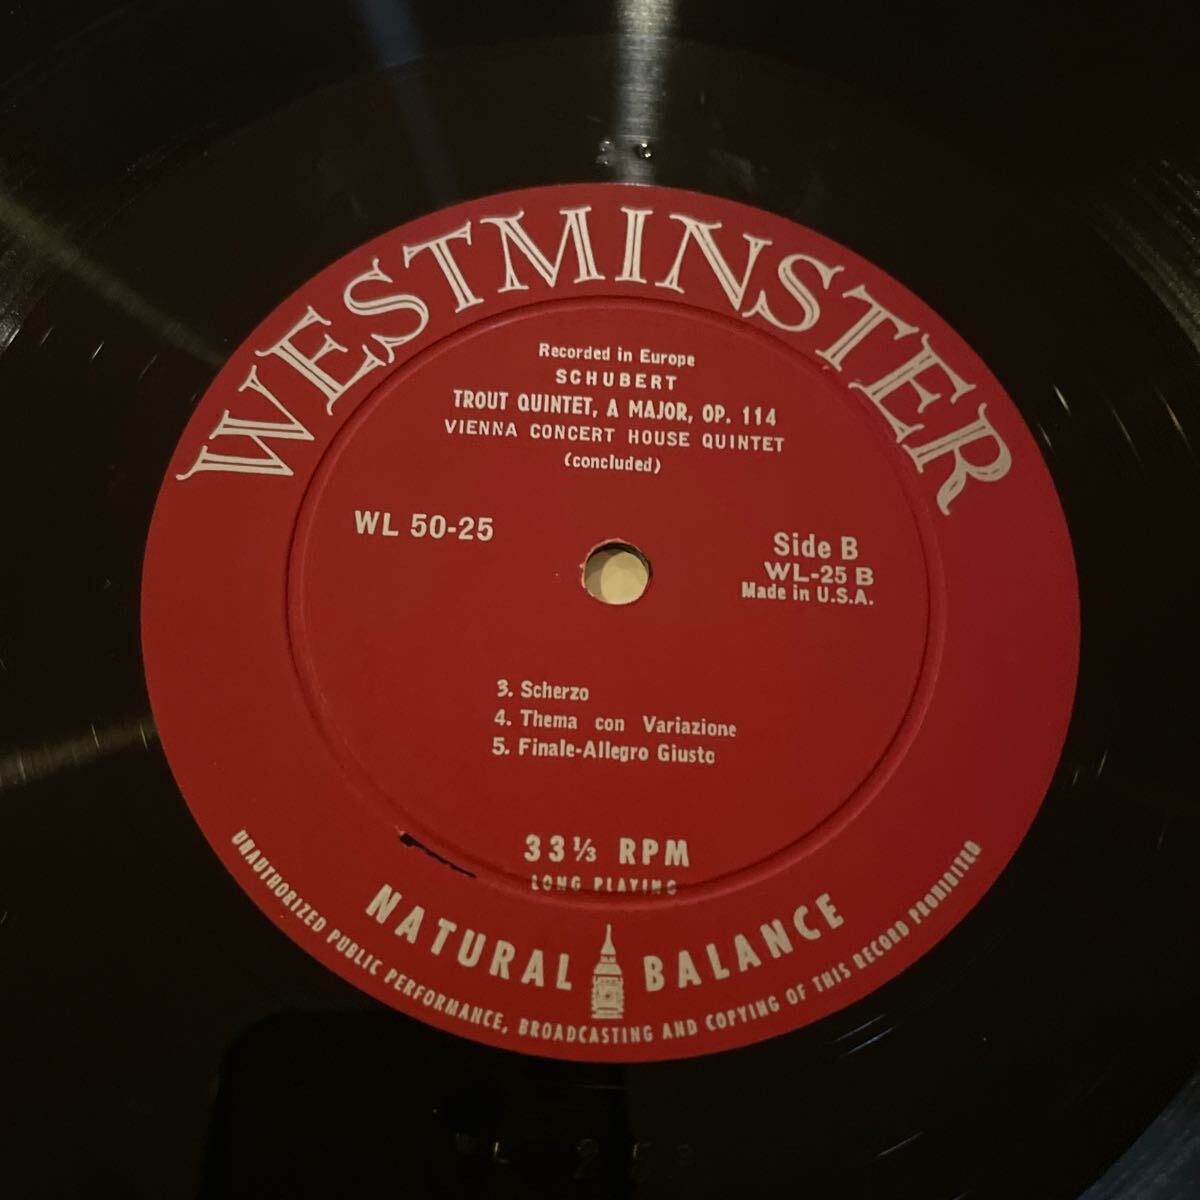 WESTMINSTER
Recorded in Europe
SCHUBERT
TROUT QUINTET, A MAJOR, OP. 114
VIENNA CONCERT HOUSE QUINTET
(concluded)
WL 50-25
Side B
WL-25 B
Made in U.S.A.
3. Scherzo
4. Thema con Variazione
5. Finale-Allegro Giusto
33⅓ RPM
LONG PLAYING
NATURAL BALANCE
UNAUTHORIZED PUBLIC PERFORMANCE, BROADCASTING AND COPYING OF THIS RECORD PROHIBITED